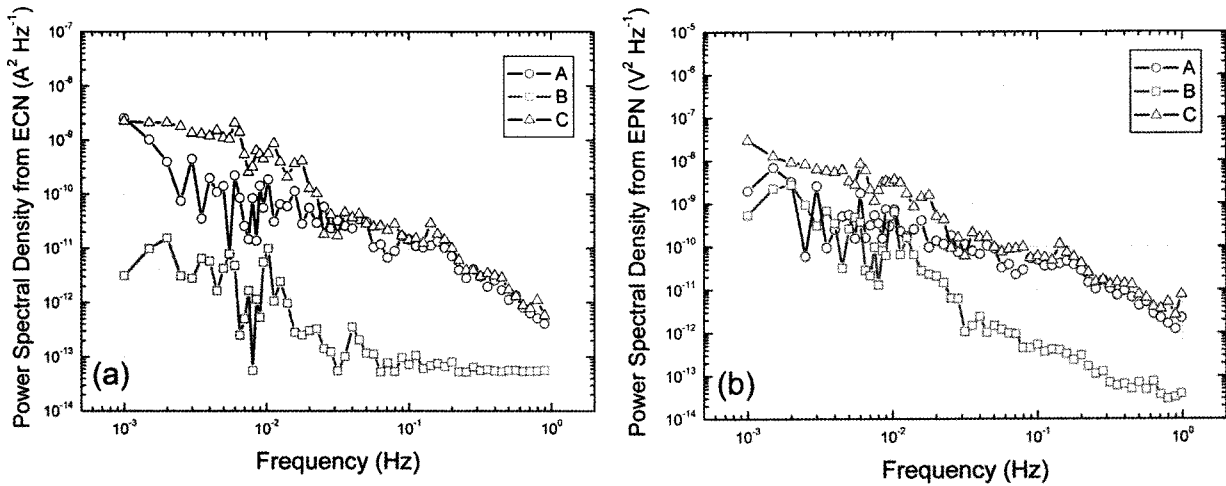 Power Spectral Density from ECN (A² Hz⁻¹)
10⁻⁷
10⁻⁸
10⁻⁹
10⁻¹⁰
10⁻¹¹
10⁻¹²
10⁻¹³
10⁻¹⁴
A
B
C
(a)
10⁻³ 10⁻² 10⁻¹ 10⁰
Frequency (Hz)
Power Spectral Density from EPN (V² Hz⁻¹)
10⁻⁵
10⁻⁶
10⁻⁷
10⁻⁸
10⁻⁹
10⁻¹⁰
10⁻¹¹
10⁻¹²
10⁻¹³
10⁻¹⁴
A
B
C
(b)
10⁻³ 10⁻² 10⁻¹ 10⁰
Frequency (Hz)